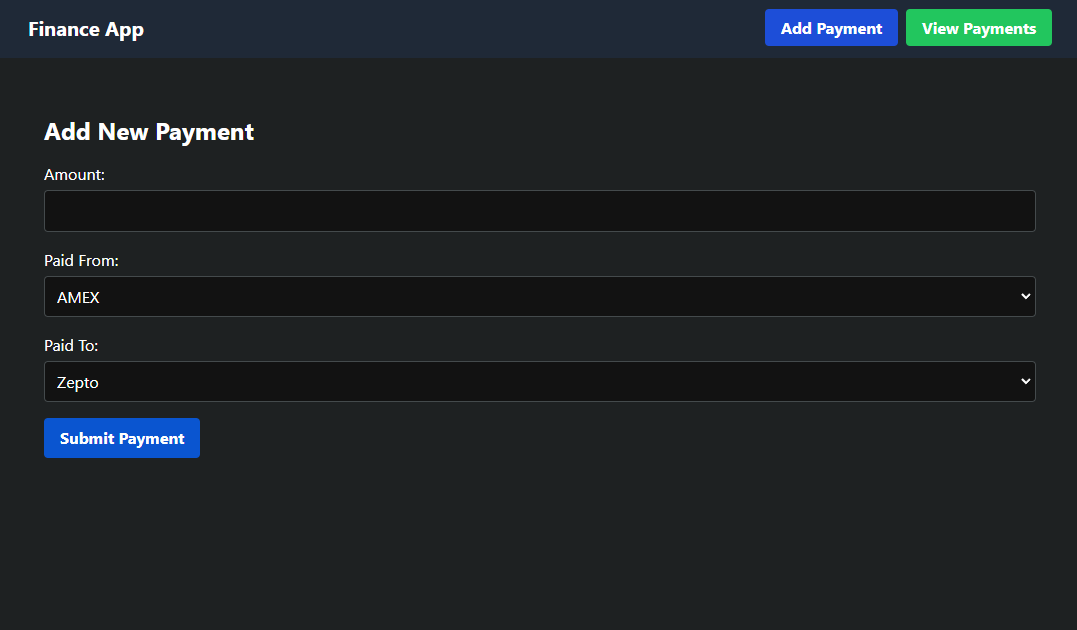 Finance App
Add Payment
View Payments
Add New Payment
Amount:
Paid From:
AMEX
Paid To:
Zepto
Submit Payment